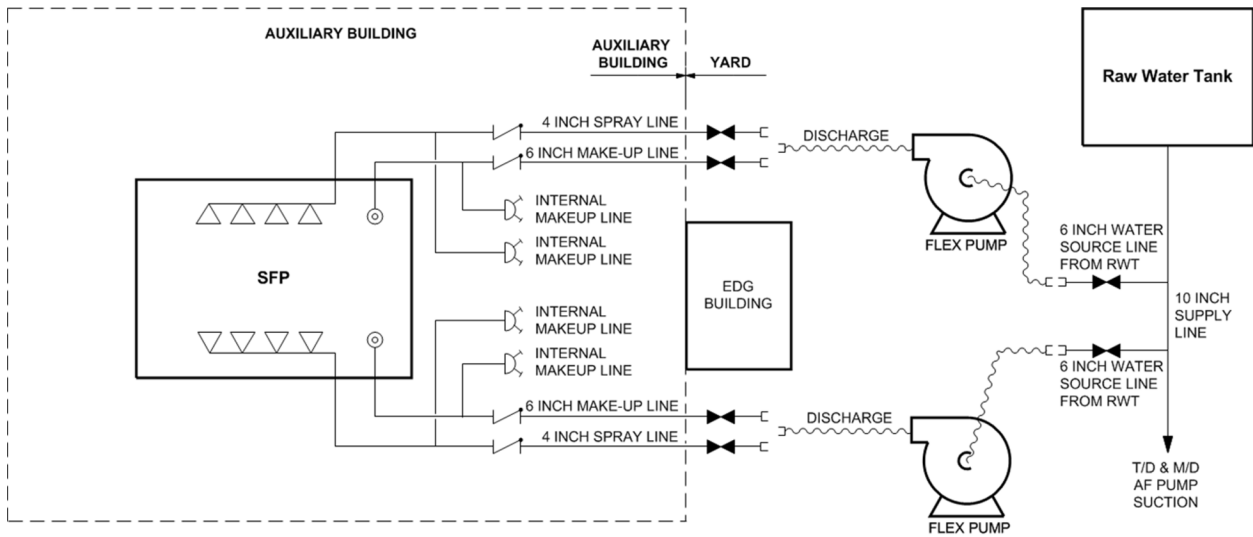 AUXILIARY BUILDING
AUXILIARY
BUILDING
YARD
Raw Water Tank
4 INCH SPRAY LINE
DISCHARGE
6 INCH MAKE-UP LINE
INTERNAL
MAKEUP LINE
INTERNAL
MAKEUP LINE
FLEX PUMP
6 INCH WATER
SOURCE LINE
FROM RWT
SFP
EDG
BUILDING
10 INCH
SUPPLY
LINE
INTERNAL
MAKEUP LINE
INTERNAL
MAKEUP LINE
6 INCH WATER
SOURCE LINE
FROM RWT
6 INCH MAKE-UP LINE
DISCHARGE
4 INCH SPRAY LINE
T/D & M/D
AF PUMP
SUCTION
FLEX PUMP